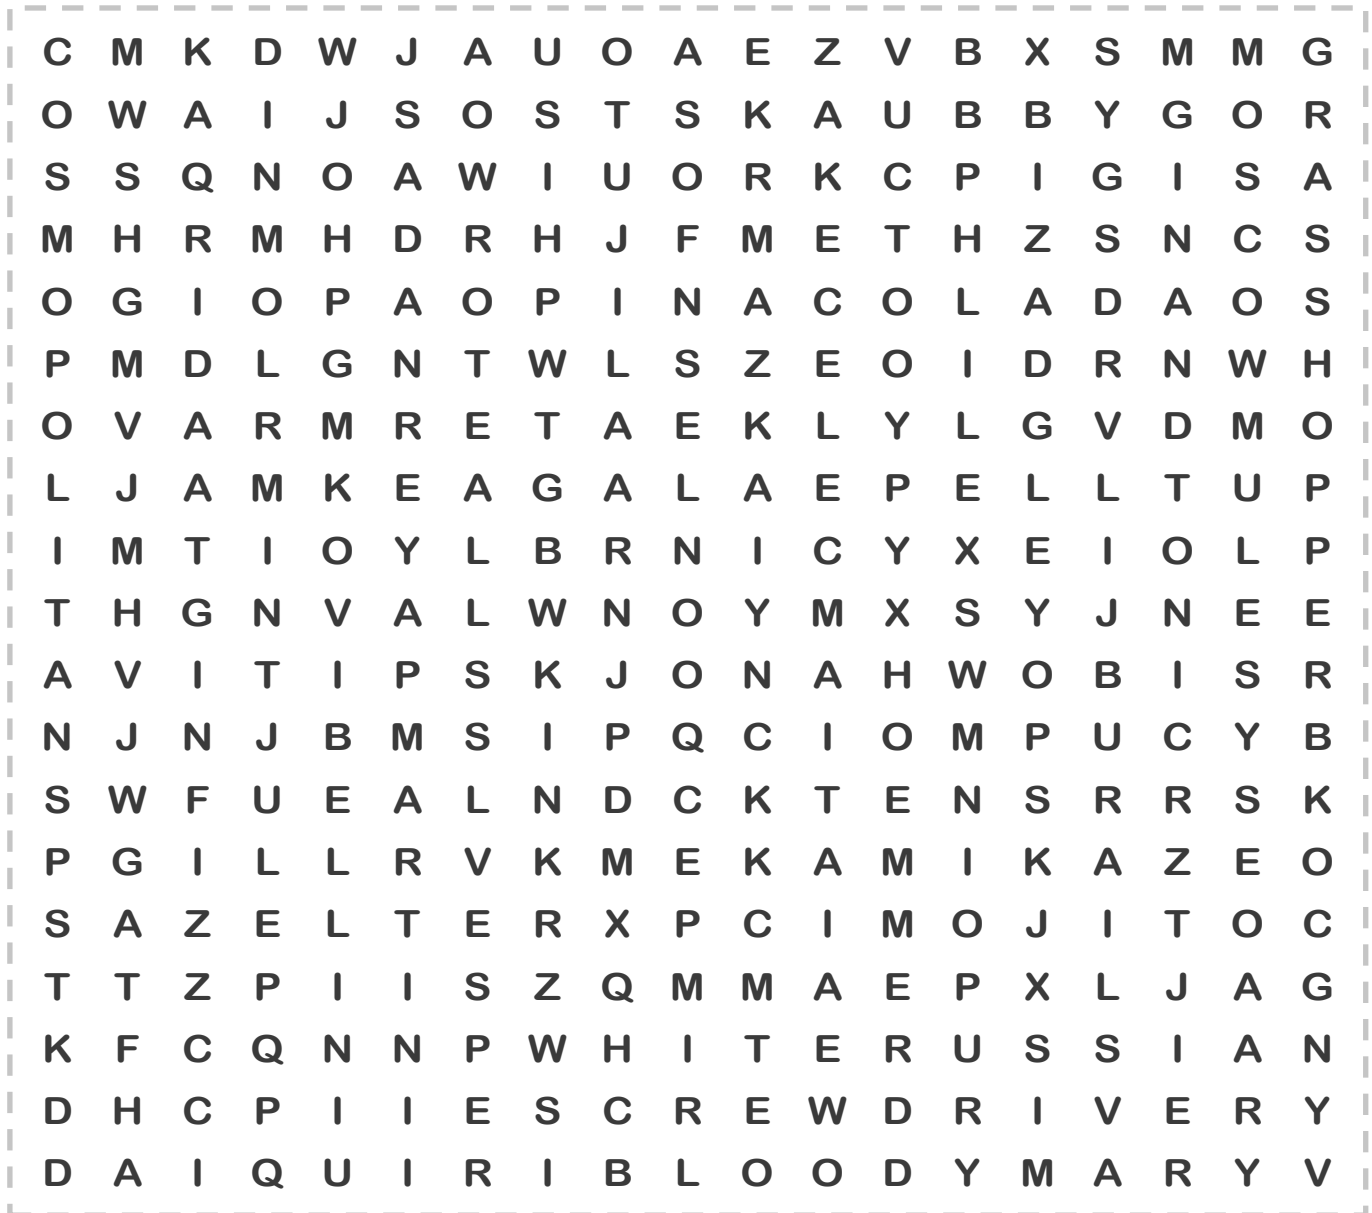 C M K D W J A U O A E Z V B X S M M G
O W A I J S O S T S K A U B B Y G O R
S S Q N O A W I U O R K C P I G I S A
M H R M H D R H J F M E T H Z S N C S
O G I O P A O P I N A C O L A D A O S
P M D L G N T W L S Z E O I D R N W H
O V A R M R E T A E K L Y L G V D M O
L J A M K E A G A L A E P E L L T U P
I M T I O Y L B R N I C Y X E I O L P
T H G N V A L W N O Y M X S Y J N E E
A V I T I P S K J O N A H W O B I S R
N J N J B M S I P Q C I O M P U C Y B
S W F U E A L N D C K T E N S R R S K
P G I L L R V K M E K A M I K A Z E O
S A Z E L T E R X P C I M O J I T O C
T T Z P I I S Z Q M M A E P X L J A G
K F C Q N N P W H I T E R U S S I A N
D H C P I I E S C R E W D R I V E R Y
D A I Q U I R I B L O O D Y M A R Y V